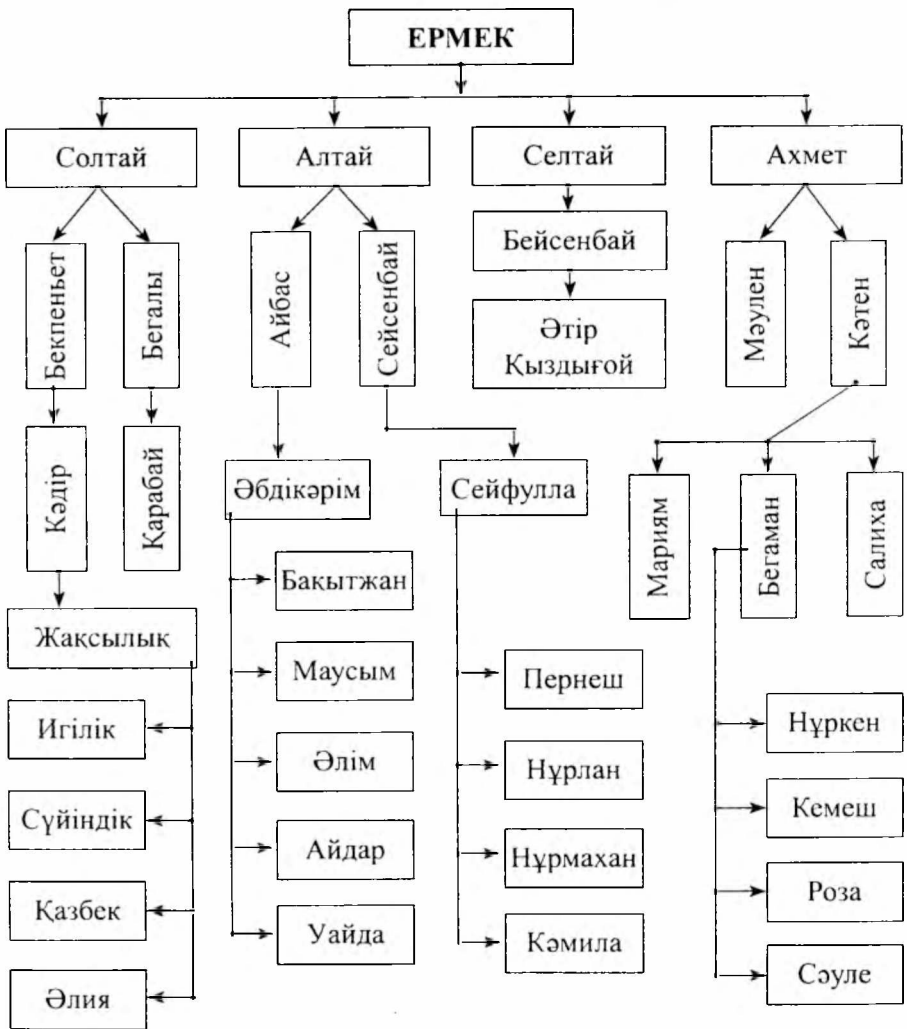 ЕРМЕК
Солтай
Алтай
Селтай
Ахмет
Бекпеньет
Бегалы
Айбас
Сейсенбай
Бейсенбай
Әтір
Қыздығой
Мәулен
Кәтен
Кәдір
Қарабай
Әбдікәрім
Сейфулла
Мариям
Бегаман
Салиха
Жақсылық
Игілік
Сүйіндік
Қазбек
Әлия
Бақытжан
Маусым
Әлім
Айдар
Уайда
Пернеш
Нұрлан
Нұрмахан
Кәмила
Нұркен
Кемеш
Роза
Сәуле